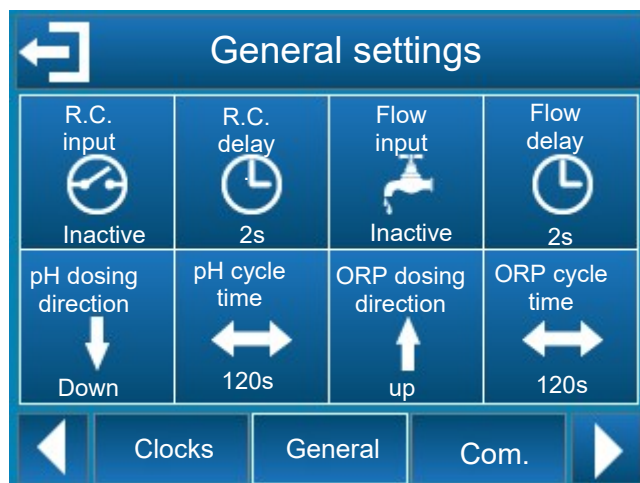 General settings
R.C.
input
Inactive
R.C.
delay
2s
Flow
input
Inactive
Flow
delay
2s
pH dosing
direction
Down
pH cycle
time
120s
ORP dosing
direction
up
ORP cycle
time
120s
Clocks
General
Com.